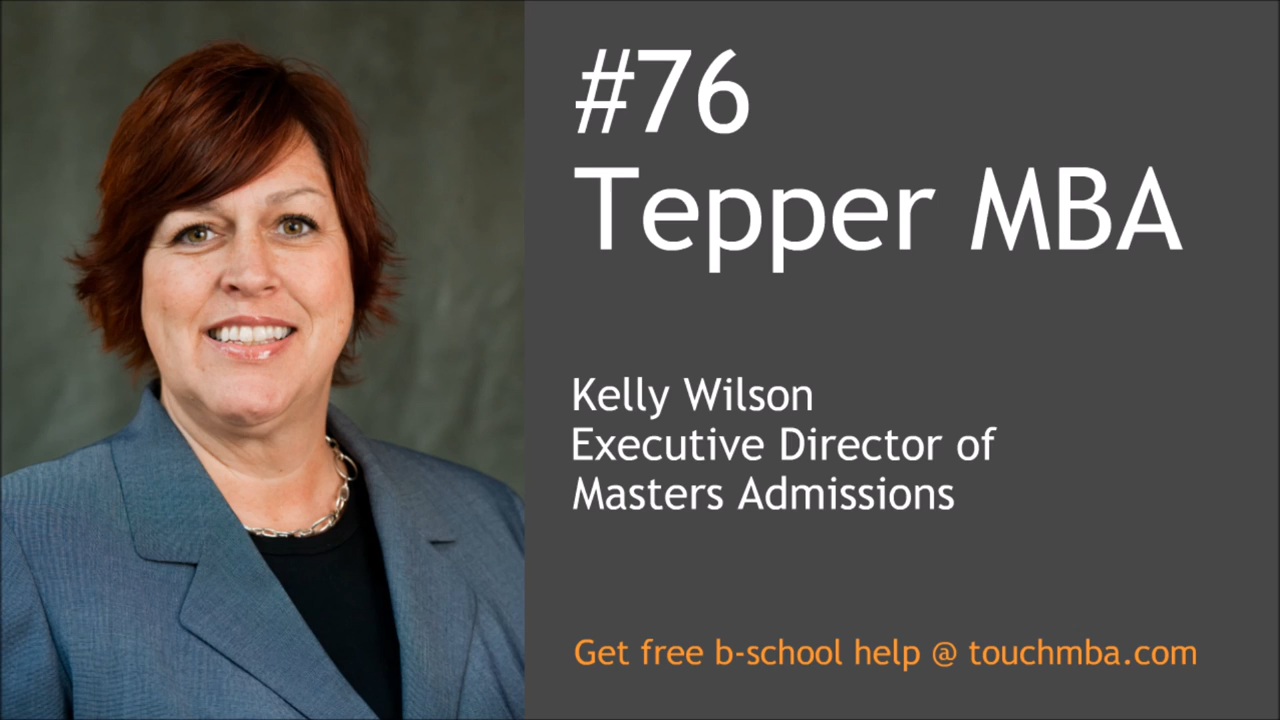 #76
Tepper MBA
Kelly Wilson
Executive Director of
Masters Admissions
Get free b-school help @ touchmba.com